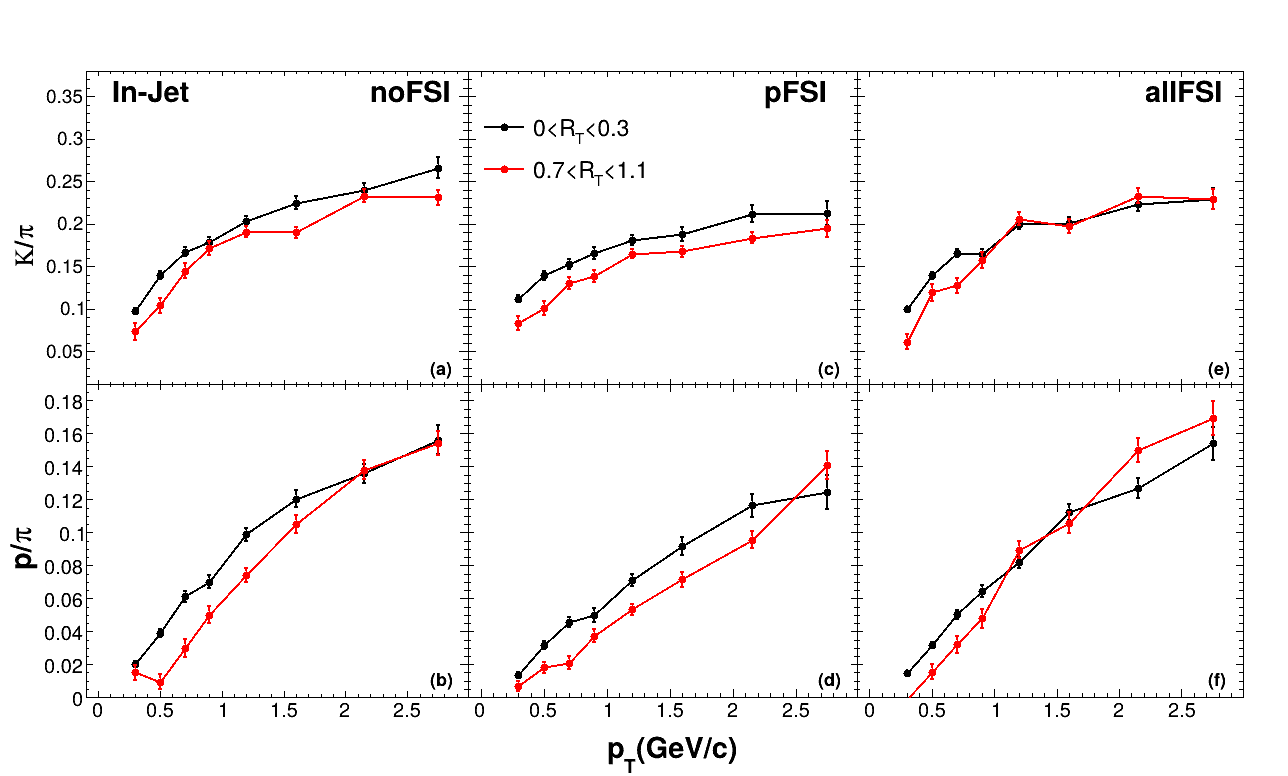 In-Jet noFSI pFSI allFSI
0<R_T<0.3
0.7<R_T<1.1
K/π
0.35
0.3
0.25
0.2
0.15
0.1
0.05
(a) (c) (e)
p/π
0.18
0.16
0.14
0.12
0.1
0.08
0.06
0.04
0.02
0
(b) (d) (f)
0 0.5 1 1.5 2 2.5 0 0.5 1 1.5 2 2.5 0 0.5 1 1.5 2 2.5
p_T(GeV/c)